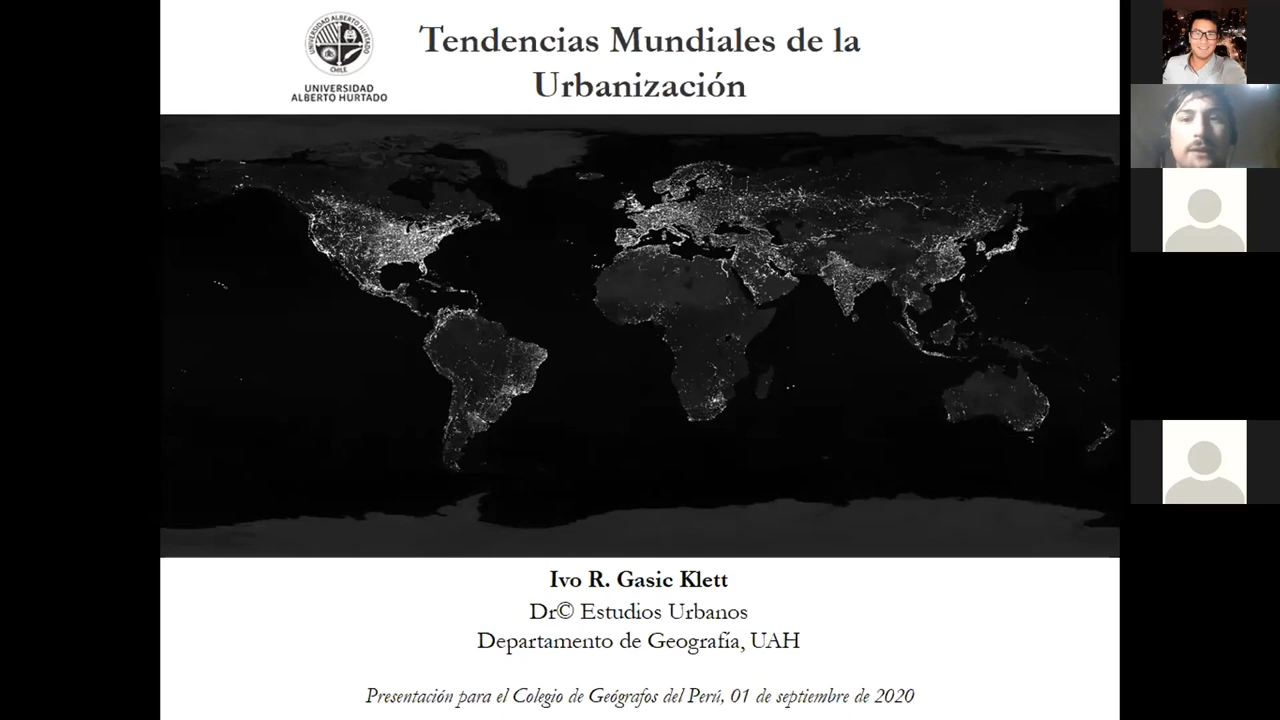 UNIVERSIDAD ALBERTO HURTADO
CHILE
UNIVERSIDAD
ALBERTO HURTADO
Tendencias Mundiales de la
Urbanización
Ivo R. Gasic Klett
Dr© Estudios Urbanos
Departamento de Geografía, UAH
Presentación para el Colegio de Geógrafos del Perú, 01 de septiembre de 2020